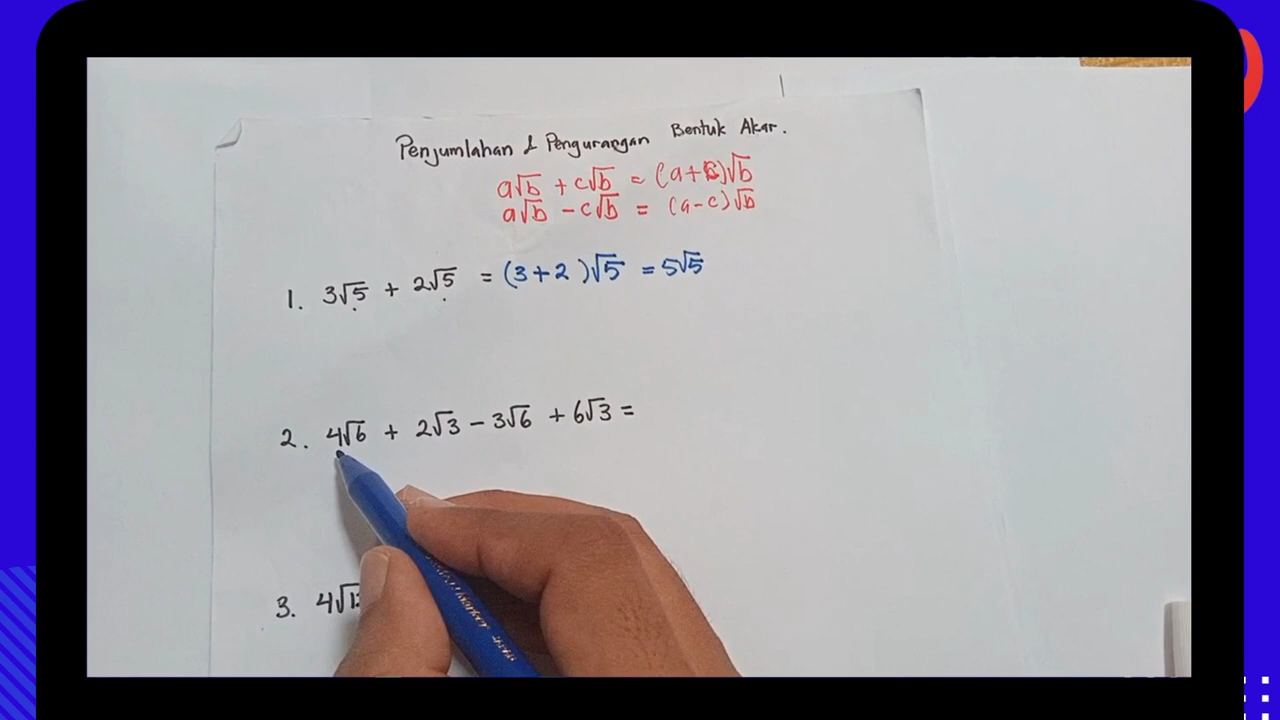 Penjumlahan & Pengurangan Bentuk Akar.
a√b + c√b = (a+c)√b
a√b - c√b = (a-c)√b
1. 3√5 + 2√5 = (3+2)√5 = 5√5
2. 4√6 + 2√3 - 3√6 + 6√3 =
3. 4√